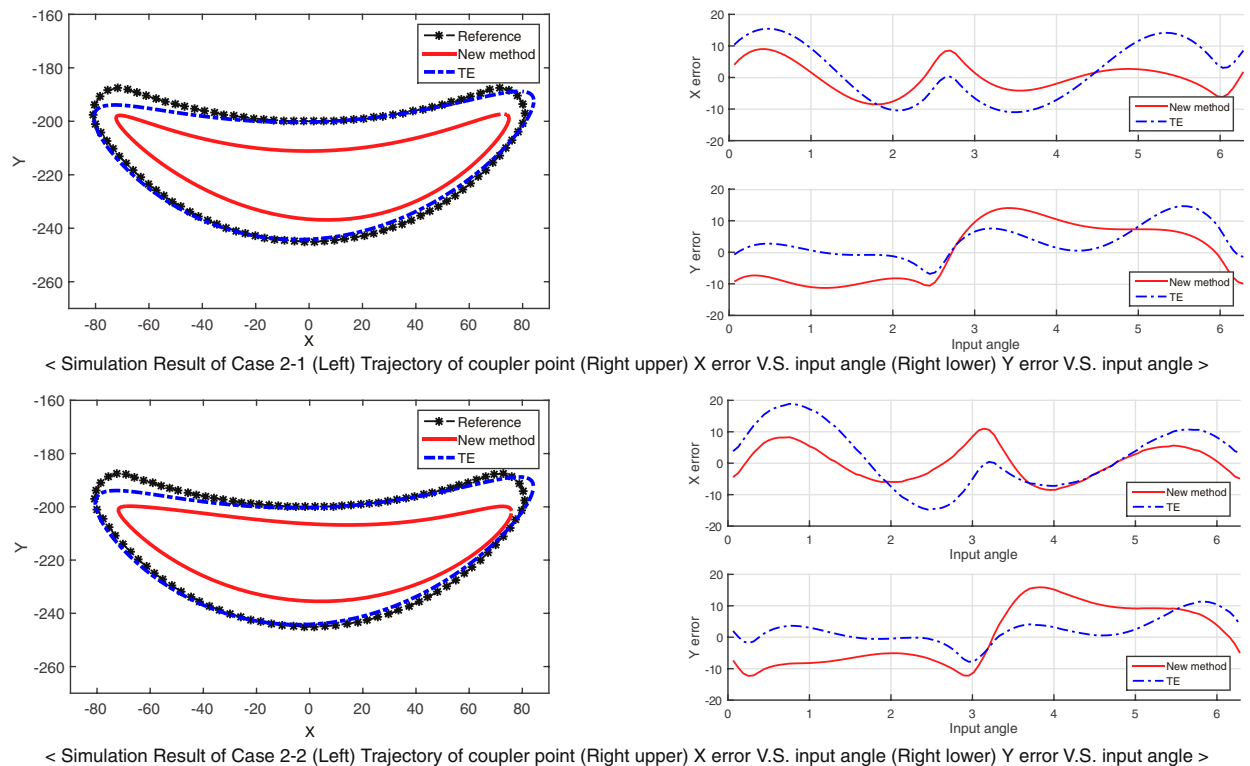 -160
-180
-200
-220
-240
-260
Y
-80 -60 -40 -20 0 20 40 60 80
X
Reference
New method
TE
20
10
0
-10
-20
X error
0 1 2 3 4 5 6
New method
TE
20
10
0
-10
-20
Y error
0 1 2 3 4 5 6
Input angle
New method
TE
< Simulation Result of Case 2-1 (Left) Trajectory of coupler point (Right upper) X error V.S. input angle (Right lower) Y error V.S. input angle >
-160
-180
-200
-220
-240
-260
Y
-80 -60 -40 -20 0 20 40 60 80
X
Reference
New method
TE
20
10
0
-10
-20
X error
0 1 2 3 4 5 6
Input angle
New method
TE
20
10
0
-10
-20
Y error
0 1 2 3 4 5 6
Input angle
New method
TE
< Simulation Result of Case 2-2 (Left) Trajectory of coupler point (Right upper) X error V.S. input angle (Right lower) Y error V.S. input angle >